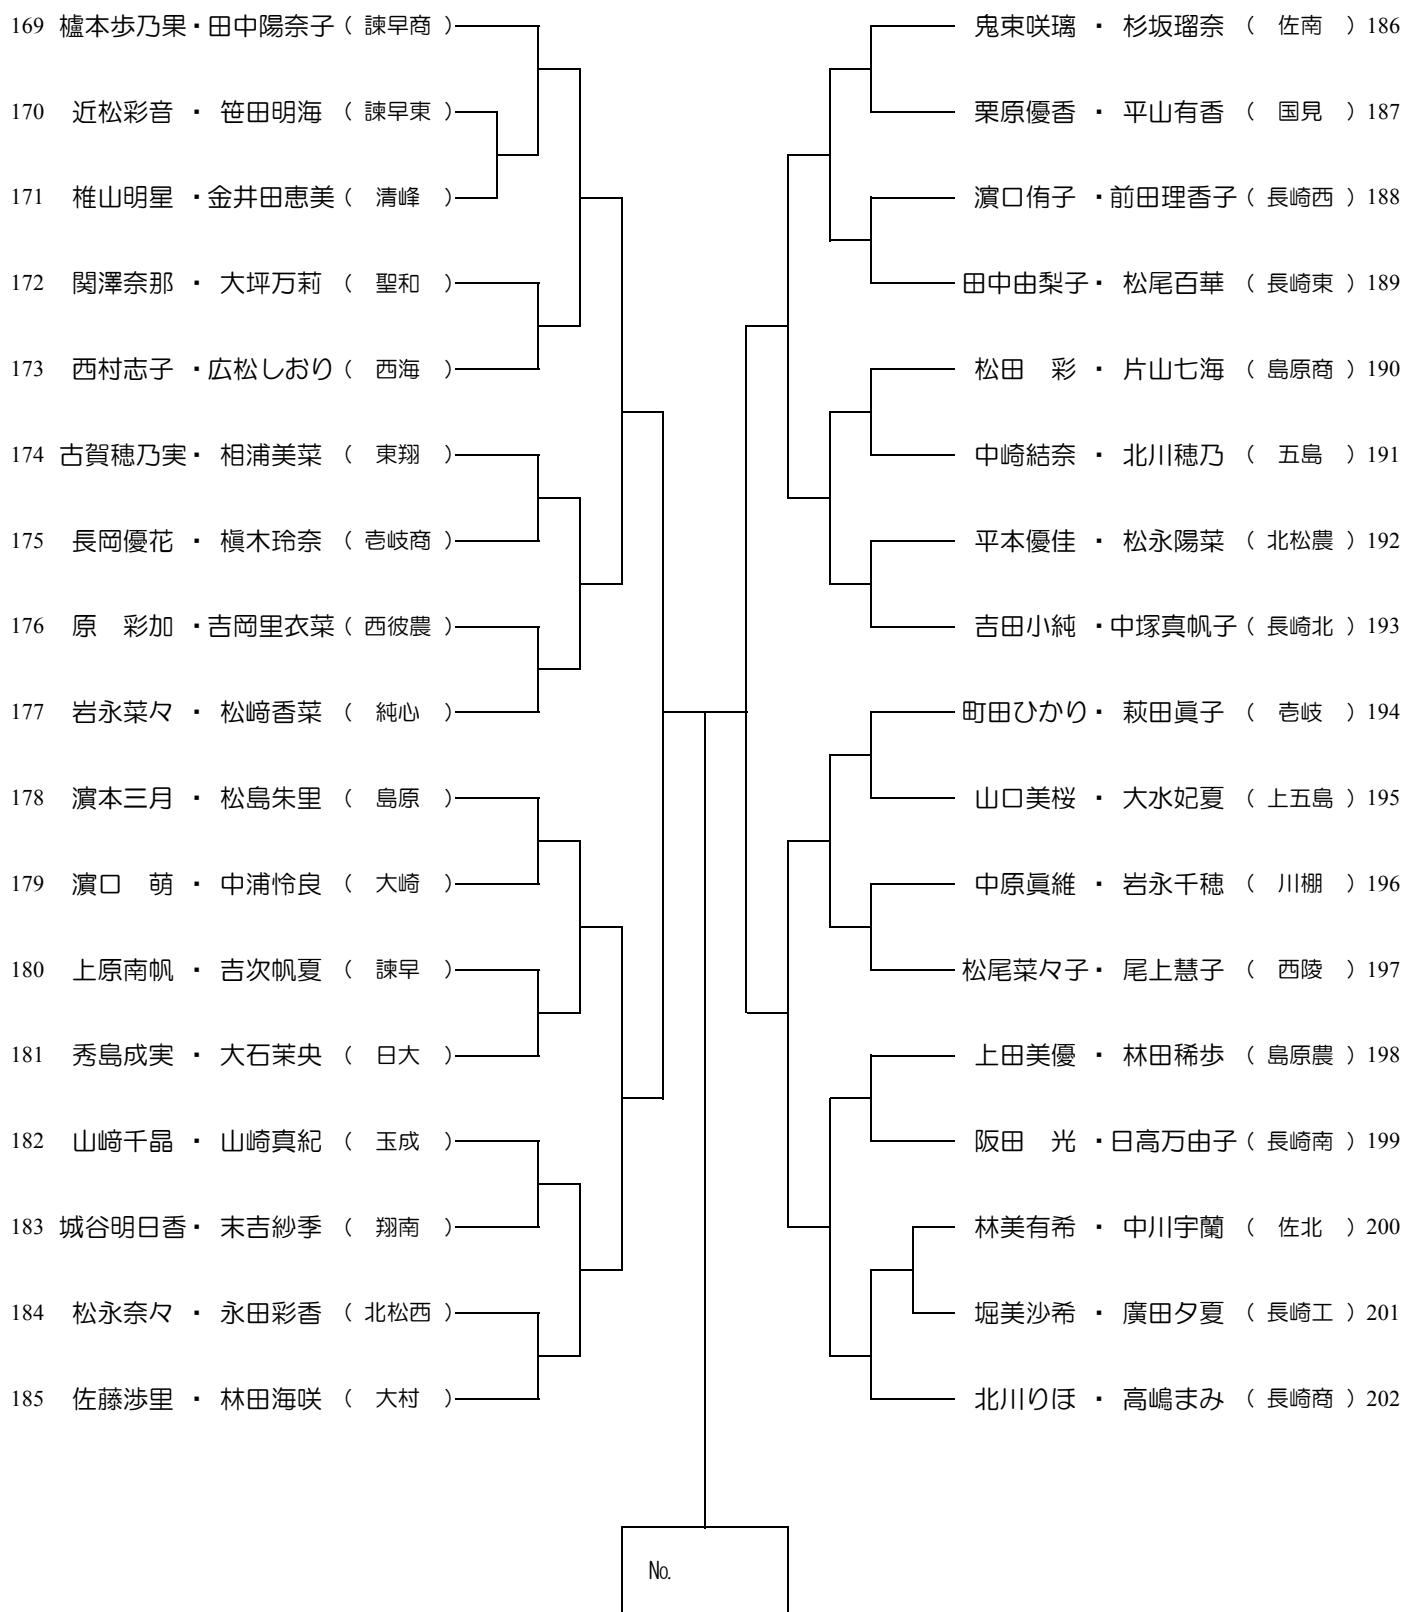 169 櫨本歩乃果・田中陽奈子（ 諫早商 ）
170 近松彩音 ・ 笹田明海 （ 諫早東 ）
171 椎山明星 ・金井田恵美（ 清峰 ）
172 関澤奈那 ・ 大坪万莉 （ 聖和 ）
173 西村志子 ・広松しおり（ 西海 ）
174 古賀穂乃実・ 相浦美菜 （ 東翔 ）
175 長岡優花 ・ 槇木玲奈 （ 壱岐商 ）
176 原　彩加 ・吉岡里衣菜（ 西彼農 ）
177 岩永菜々 ・ 松﨑香菜 （ 純心 ）
178 濵本三月 ・ 松島朱里 （ 島原 ）
179 濵口　萌 ・ 中浦怜良 （ 大崎 ）
180 上原南帆 ・ 吉次帆夏 （ 諫早 ）
181 秀島成実 ・ 大石茉央 （ 日大 ）
182 山﨑千晶 ・ 山崎真紀 （ 玉成 ）
183 城谷明日香・ 末吉紗季 （ 翔南 ）
184 松永奈々 ・ 永田彩香 （ 北松西 ）
185 佐藤渉里 ・ 林田海咲 （ 大村 ）
鬼束咲璃 ・ 杉坂瑠奈 （ 佐南 ）186
栗原優香 ・ 平山有香 （ 国見 ）187
濵口侑子 ・前田理香子（ 長崎西 ）188
田中由梨子・ 松尾百華 （ 長崎東 ）189
松田　彩 ・ 片山七海 （ 島原商 ）190
中崎結奈 ・ 北川穂乃 （ 五島 ）191
平本優佳 ・ 松永陽菜 （ 北松農 ）192
吉田小純 ・中塚真帆子（ 長崎北 ）193
町田ひかり・ 萩田眞子 （ 壱岐 ）194
山口美桜 ・ 大水妃夏 （ 上五島 ）195
中原眞維 ・ 岩永千穂 （ 川棚 ）196
松尾菜々子・ 尾上慧子 （ 西陵 ）197
上田美優 ・ 林田稀歩 （ 島原農 ）198
阪田　光 ・日高万由子（ 長崎南 ）199
林美有希 ・ 中川宇蘭 （ 佐北 ）200
堀美沙希 ・ 廣田夕夏 （ 長崎工 ）201
北川りほ ・ 高嶋まみ （ 長崎商 ）202
№